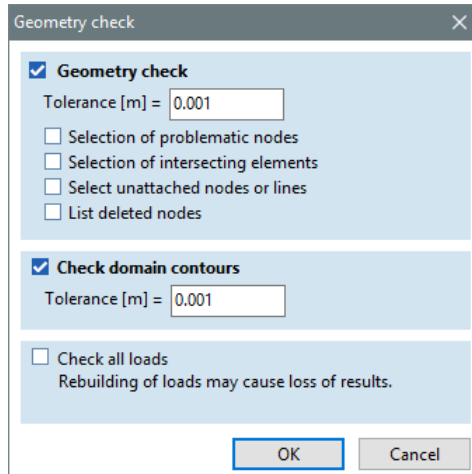 Geometry check
Geometry check
Tolerance [m] = 0.001
Selection of problematic nodes
Selection of intersecting elements
Select unattached nodes or lines
List deleted nodes
Check domain contours
Tolerance [m] = 0.001
Check all loads
Rebuilding of loads may cause loss of results.
OK Cancel